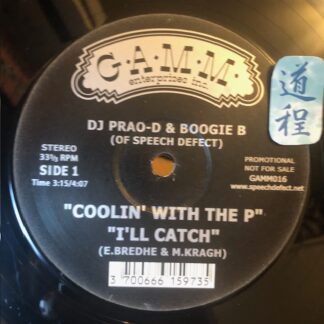 G.A.M.M.
enterprises inc.
DJ PRAO-D & BOOGIE B
(OF SPEECH DEFECT)
道程
STEREO
33⅓ RPM
SIDE 1
Time 3:15/4:07
PROMOTIONAL
NOT FOR SALE
GAMM016
www.speechdefect.net
"COOLIN' WITH THE P"
"I'LL CATCH"
(E.BREDHE & M.KRAGH)
3 700666 159735